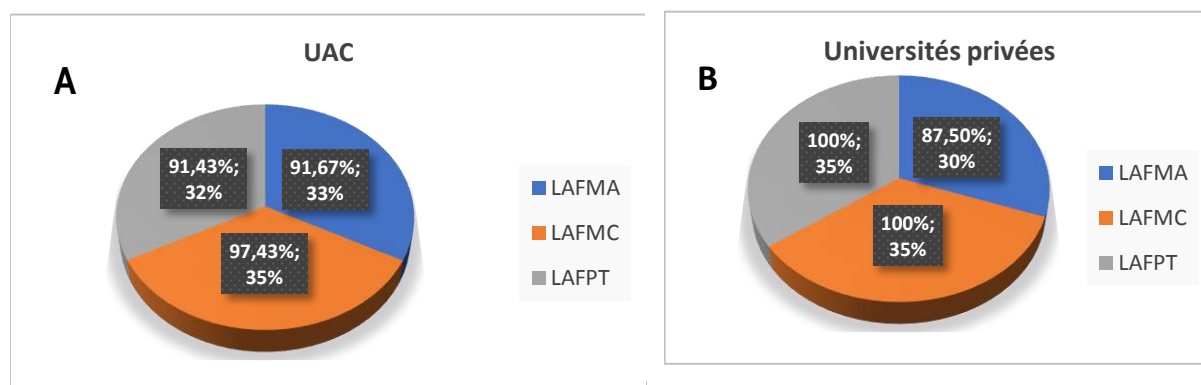 UAC
A
91,43%;
32%
91,67%;
33%
97,43%;
35%
LAFMA
LAFMC
LAFPT
Universités privées
B
100%;
35%
87,50%;
30%
100%;
35%
LAFMA
LAFMC
LAFPT